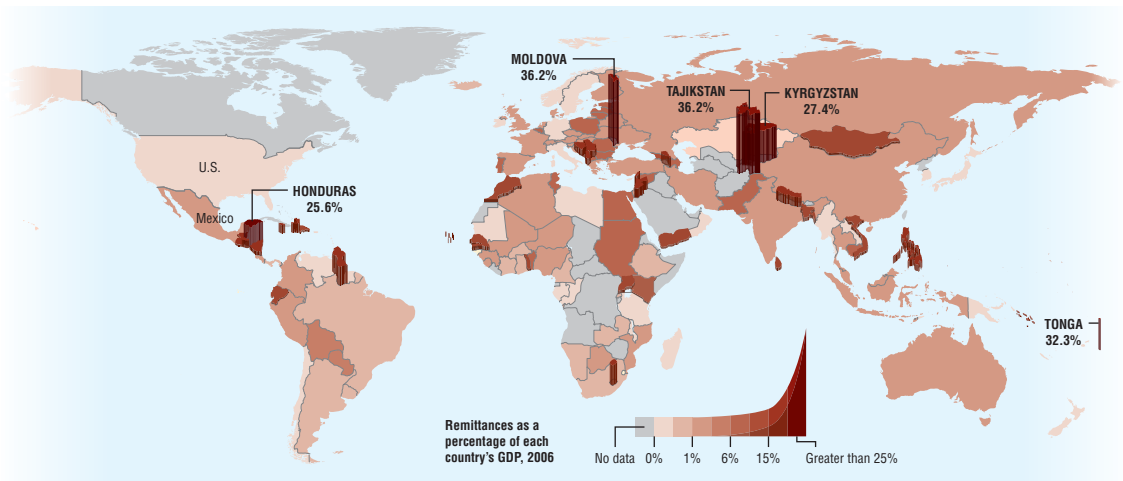 MOLDOVA
36.2%
TAJIKSTAN
36.2%
KYRGYZSTAN
27.4%
U.S.
HONDURAS
25.6%
Mexico
TONGA
32.3%
Remittances as a
percentage of each
country's GDP, 2006
No data 0% 1% 6% 15% Greater than 25%